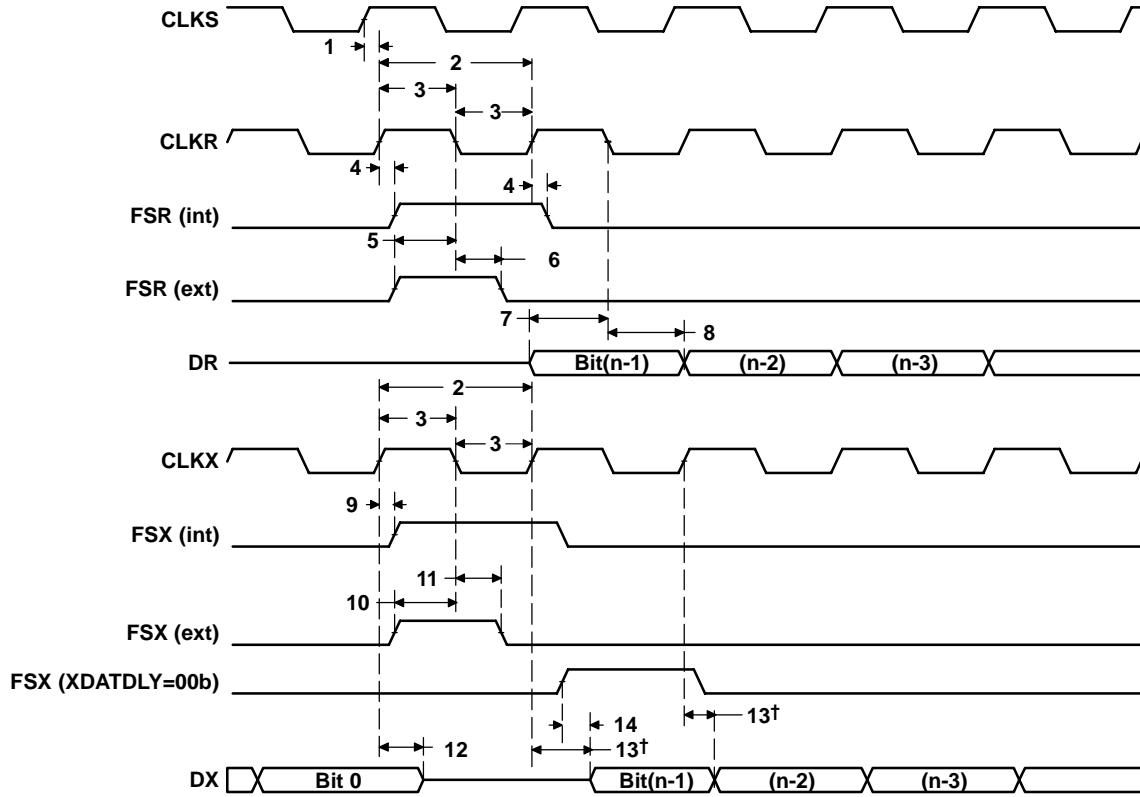 CLKS
1
2
3
3
CLKR
4
4
FSR (int)
5
6
FSR (ext)
7
8
DR
Bit(n-1)
(n-2)
(n-3)
2
3
3
CLKX
9
FSX (int)
11
10
FSX (ext)
FSX (XDATDLY=00b)
14
13†
12
13†
DX
Bit 0
Bit(n-1)
(n-2)
(n-3)